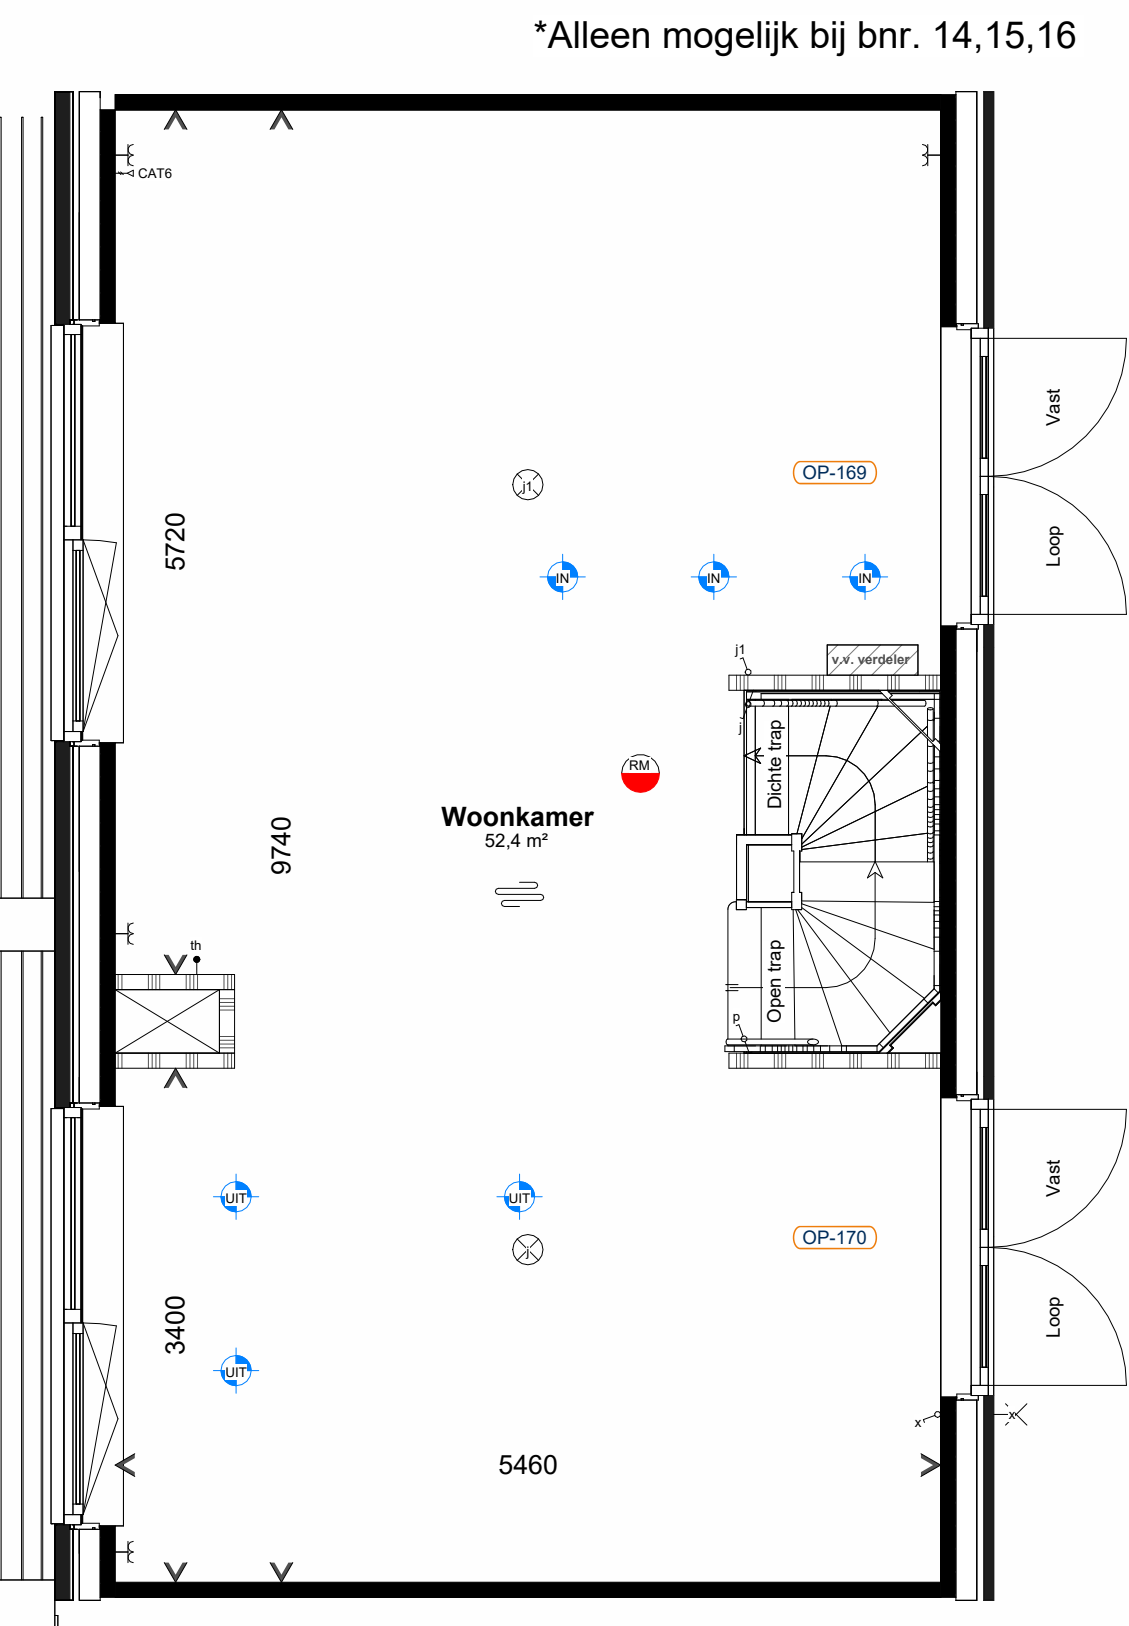 *Alleen mogelijk bij bnr. 14,15,16
CAT6
Vast
OP-169
j1
5720
Loop
IN
IN
IN
j1
v.v. verdeler
j
Dichte trap
RM
Woonkamer
52,4 m²
9740
th
Open trap
p
Vast
UIT
UIT
OP-170
j
3400
Loop
UIT
x
x
5460